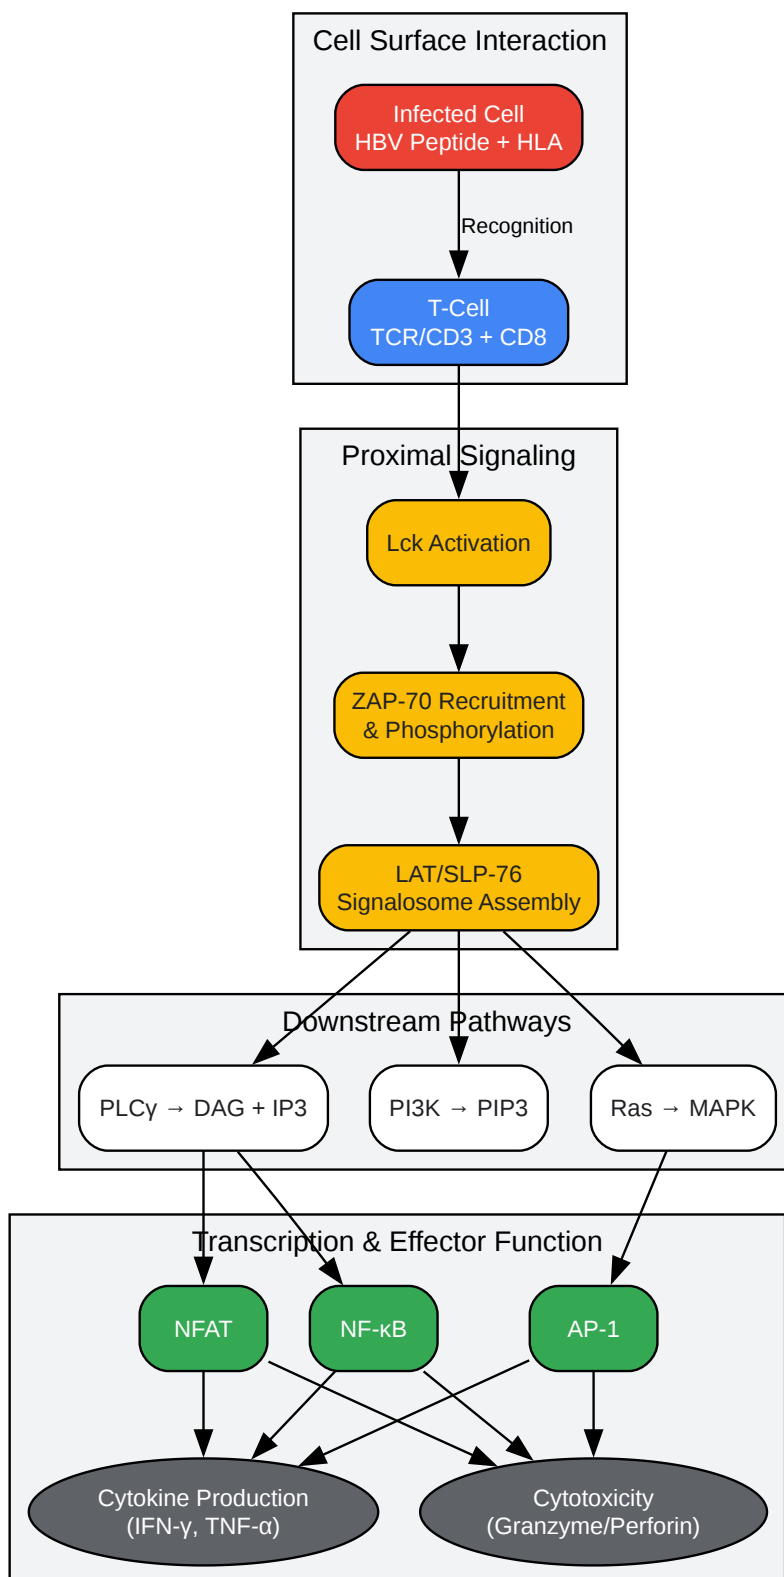 Cell Surface Interaction
Infected Cell
HBV Peptide + HLA
Recognition
T-Cell
TCR/CD3 + CD8
Proximal Signaling
Lck Activation
ZAP-70 Recruitment
& Phosphorylation
LAT/SLP-76
Signalosome Assembly
Downstream Pathways
PLCγ → DAG + IP3
PI3K → PIP3
Ras → MAPK
Transcription & Effector Function
NFAT
NF-κB
AP-1
Cytokine Production
(IFN-γ, TNF-α)
Cytotoxicity
(Granzyme/Perforin)